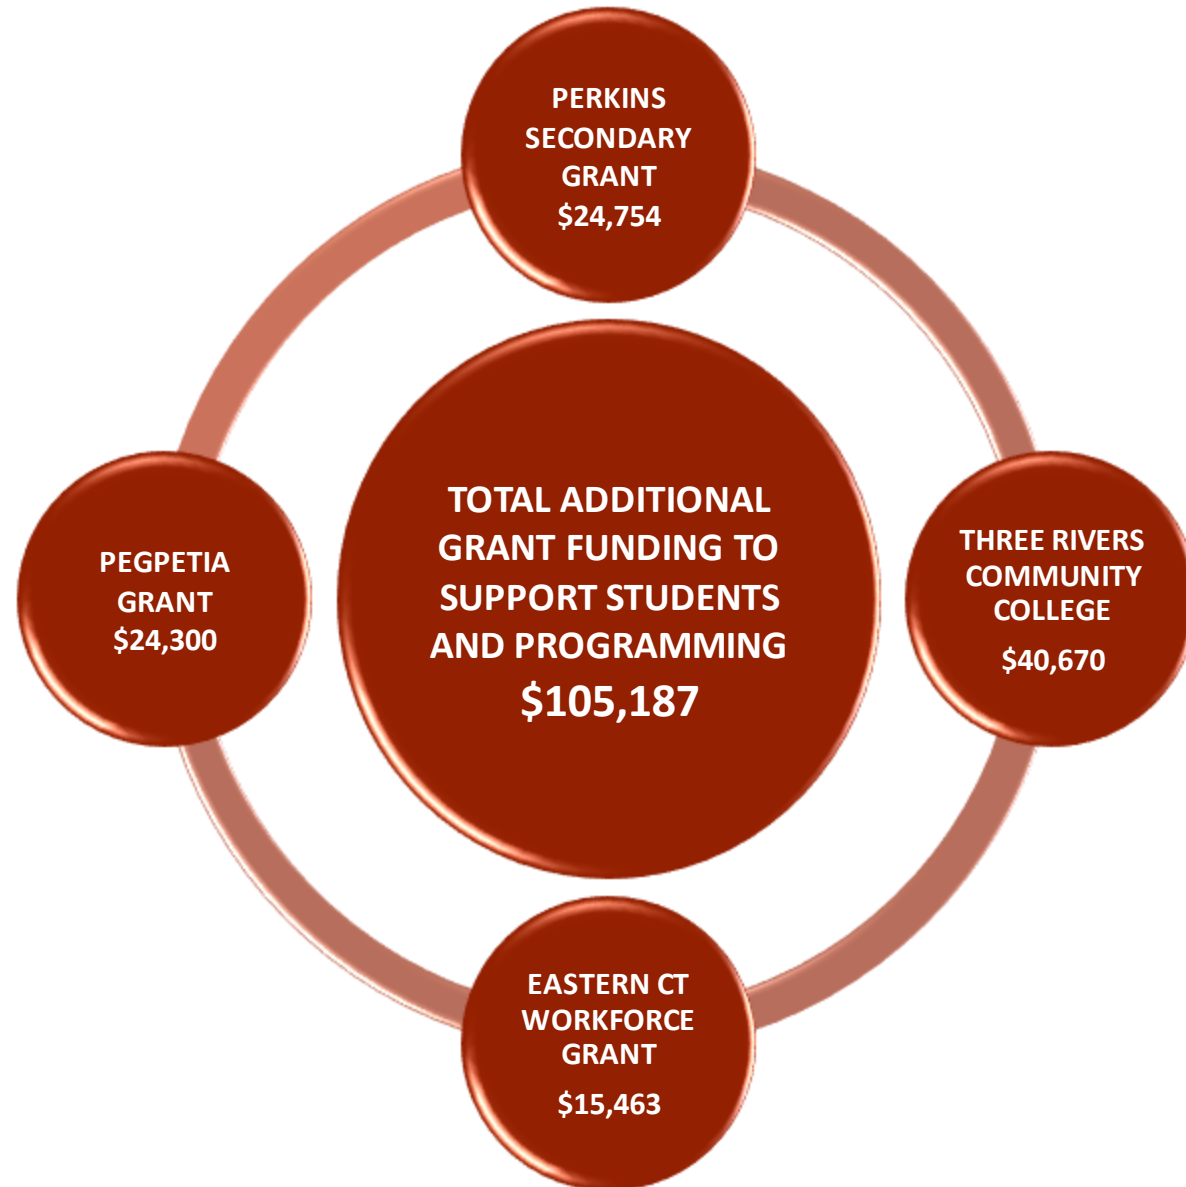 PERKINS
SECONDARY
GRANT
$24,754
TOTAL ADDITIONAL
GRANT FUNDING TO
SUPPORT STUDENTS
AND PROGRAMMING
$105,187
THREE RIVERS
COMMUNITY
COLLEGE
$40,670
EASTERN CT
WORKFORCE
GRANT
$15,463
PEGPETIA
GRANT
$24,300